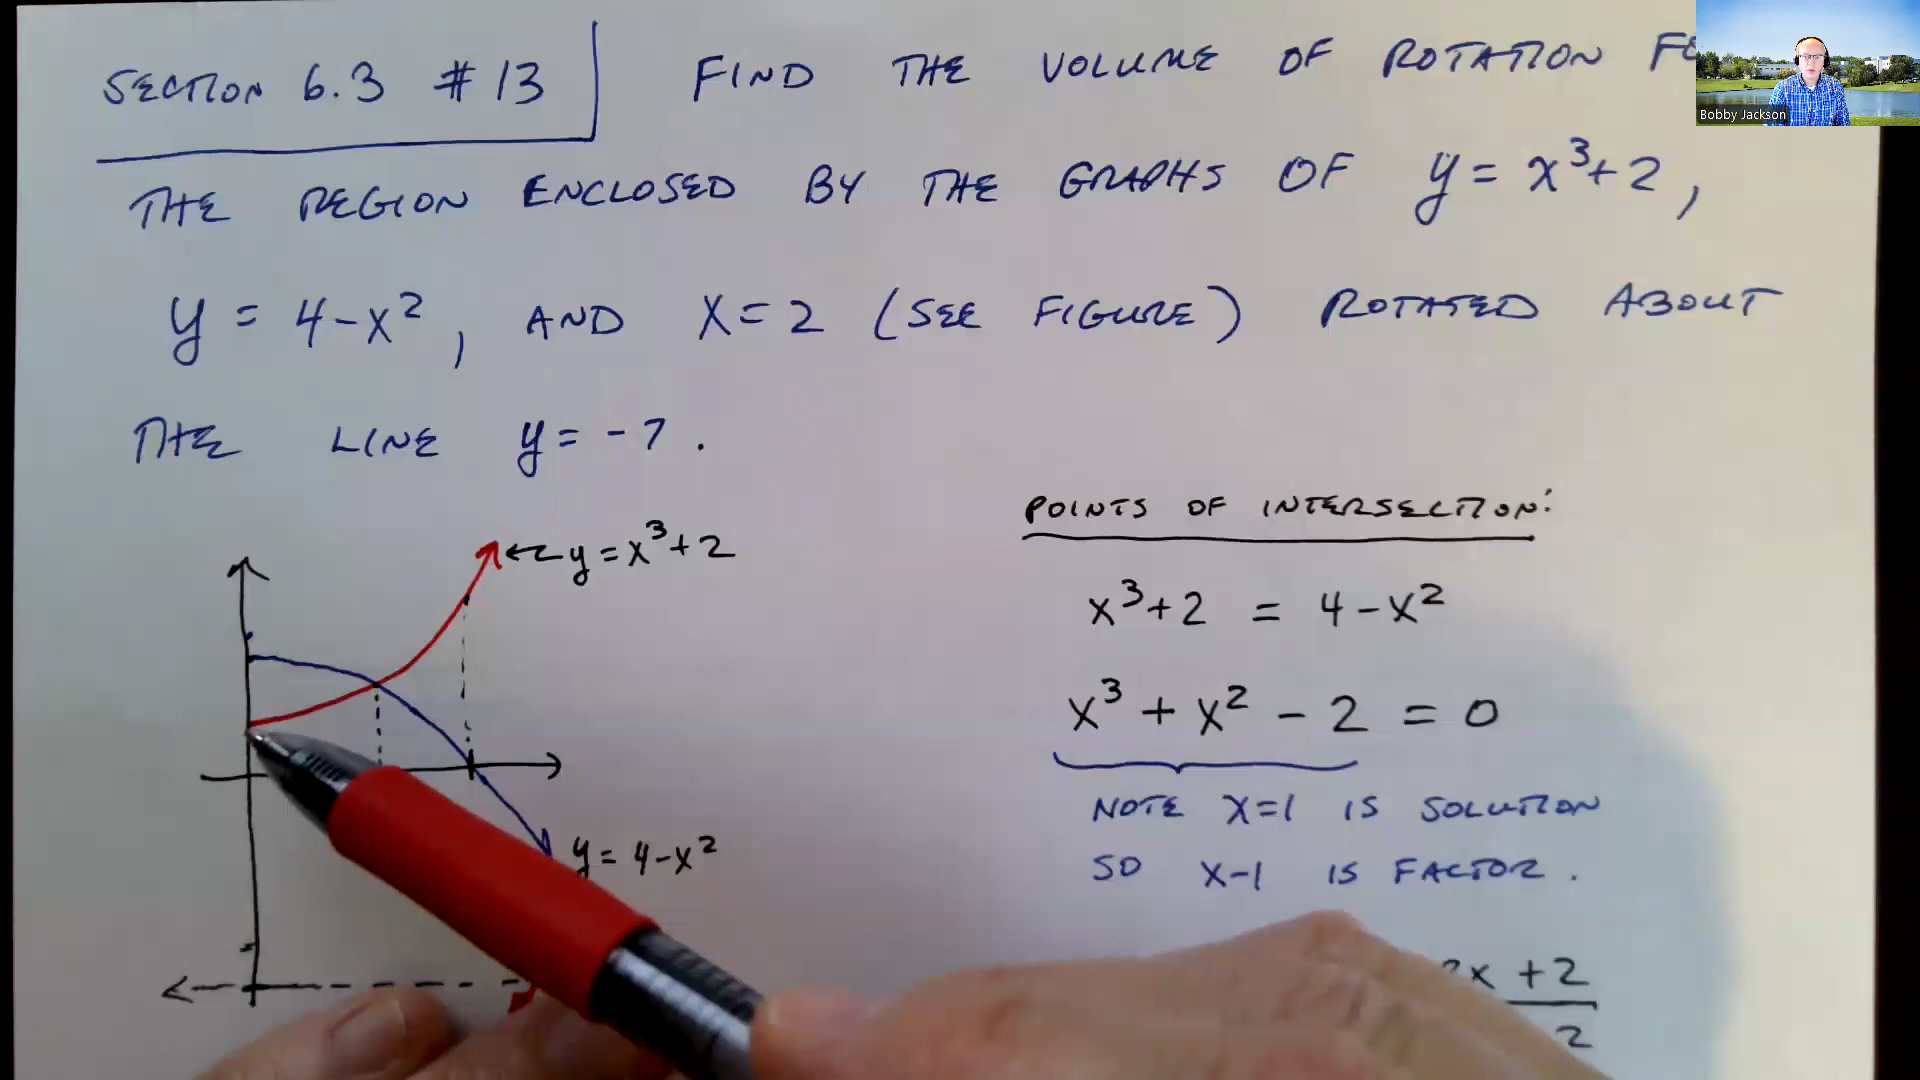 SECTION 6.3 #13
FIND THE VOLUME OF ROTATION
THE REGION ENCLOSED BY THE GRAPHS OF y = x³+2,
y = 4-x², AND x=2 (SEE FIGURE) ROTATED ABOUT
THE LINE y = -7.
y = x³+2
y = 4-x²
POINTS OF INTERSECTION:
x³+2 = 4-x²
x³ + x² - 2 = 0
NOTE x=1 IS SOLUTION
SO x-1 IS FACTOR.
x +2
2
Bobby Jackson